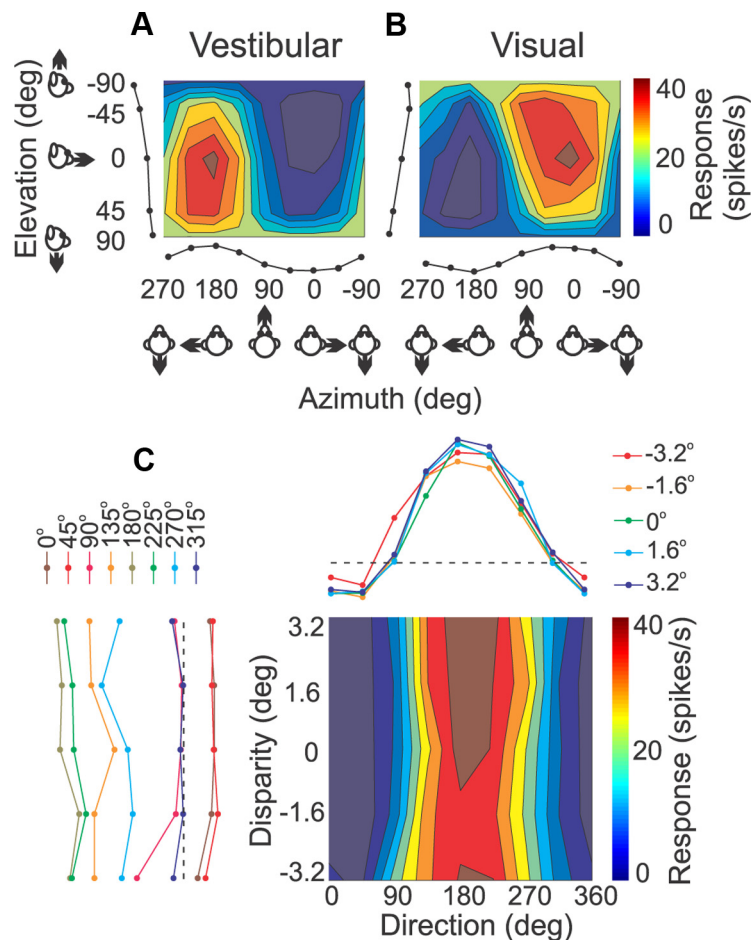 A
Vestibular
B
Visual
Elevation (deg)
-90
-45
0
45
90
40
20
0
Response
(spikes/s)
270 180 90 0 -90
270 180 90 0 -90
Azimuth (deg)
C
0°
45°
90°
135°
180°
225°
270°
315°
-3.2°
-1.6°
0°
1.6°
3.2°
Disparity (deg)
3.2
1.6
0
-1.6
-3.2
0 90 180 270 360
Direction (deg)
40
20
0
Response (spikes/s)